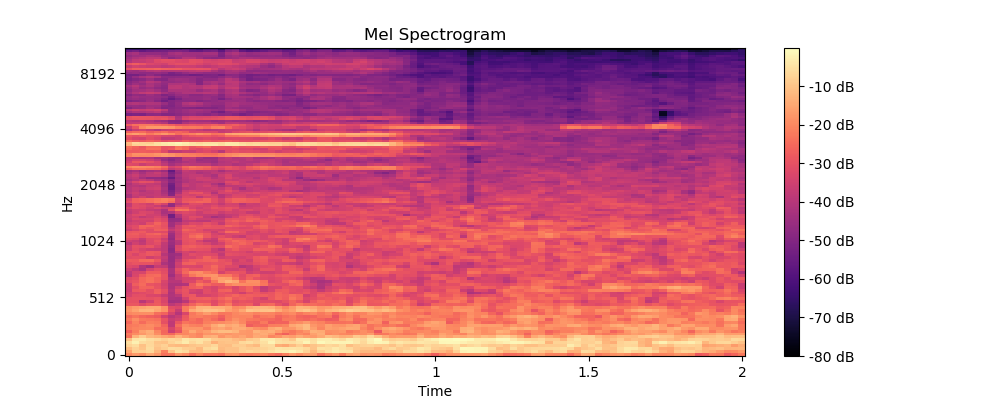 Mel Spectrogram
Hz
8192
4096
2048
1024
512
0
0 0.5 1 1.5 2
Time
-10 dB
-20 dB
-30 dB
-40 dB
-50 dB
-60 dB
-70 dB
-80 dB